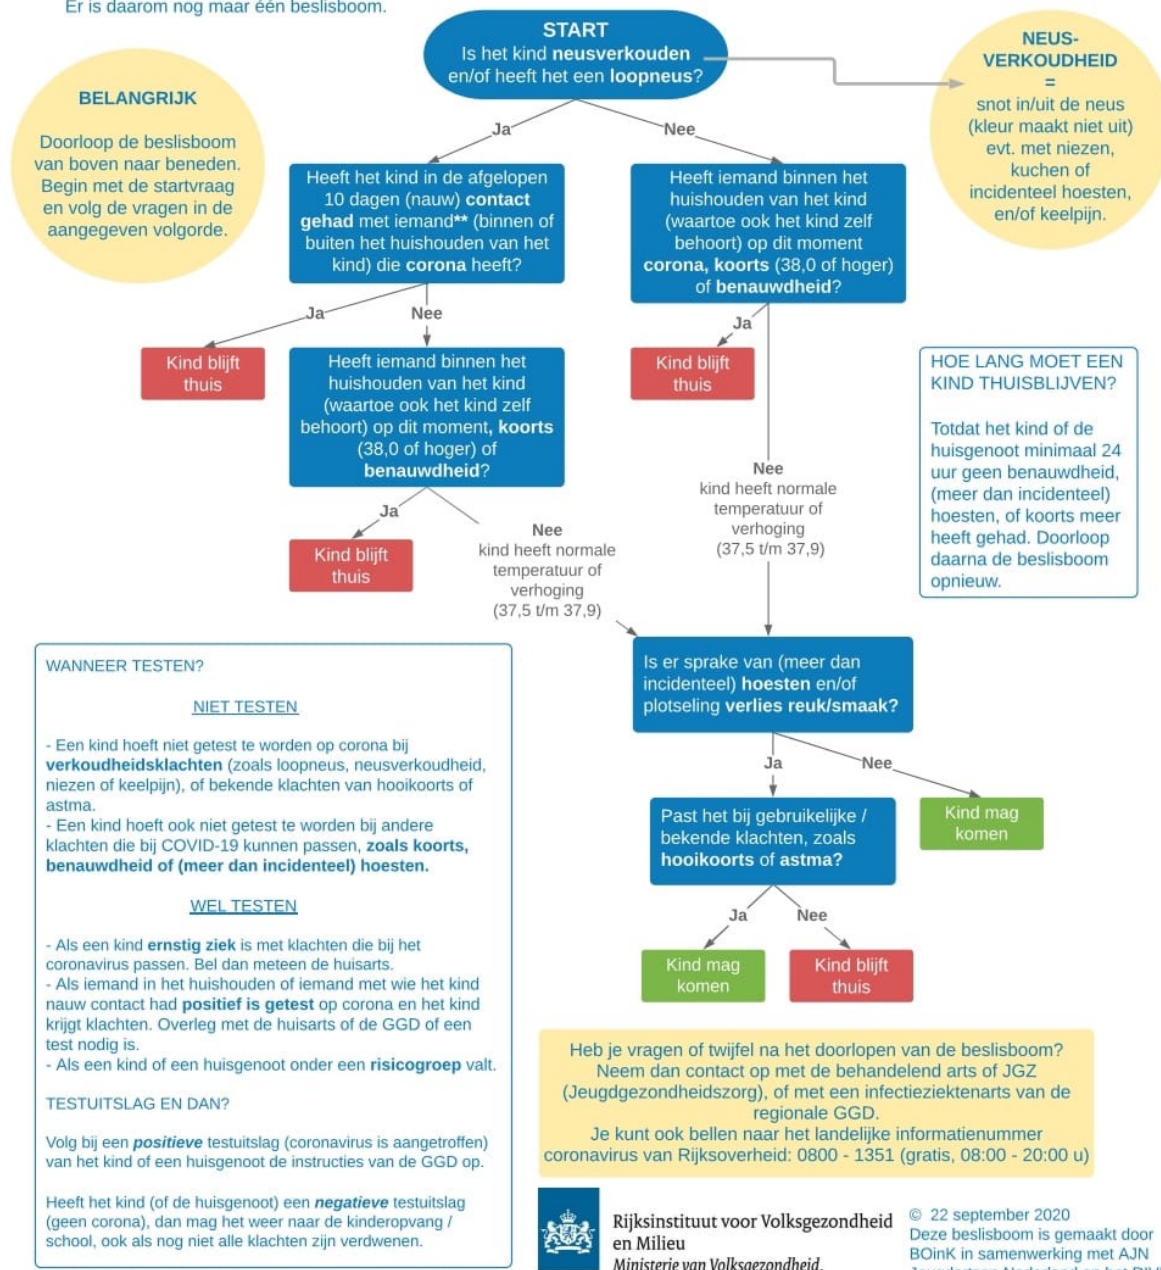 Er is daarom nog maar één beslisboom.
START
Is het kind neusverkouden
en/of heeft het een loopneus?
NEUS-
VERKOUDHEID
=
snot in/uit de neus
(kleur maakt niet uit)
evt. met niezen,
kuchen of
incidenteel hoesten,
en/of keelpijn.
BELANGRIJK
Doorloop de beslisboom
van boven naar beneden.
Begin met de startvraag
en volg de vragen in de
aangegeven volgorde.
Ja
Nee
Heeft het kind in de afgelopen
10 dagen (nauw) contact
gehad met iemand** (binnen of
buiten het huishouden van het
kind) die corona heeft?
Heeft iemand binnen het
huishouden van het kind
(waartoe ook het kind zelf
behoort) op dit moment
corona, koorts (38,0 of hoger)
of benauwdheid?
Ja
Nee
Ja
Kind blijft
thuis
Heeft iemand binnen het
huishouden van het kind
(waartoe ook het kind zelf
behoort) op dit moment, koorts
(38,0 of hoger) of
benauwdheid?
Kind blijft
thuis
HOE LANG MOET EEN
KIND THUISBLIJVEN?
Totdat het kind of de
huisgenoot minimaal 24
uur geen benauwdheid,
(meer dan incidenteel)
hoesten, of koorts meer
heeft gehad. Doorloop
daarna de beslisboom
opnieuw.
Nee
kind heeft normale
temperatuur of
verhoging
(37,5 t/m 37,9)
Ja
Kind blijft
thuis
Nee
kind heeft normale
temperatuur of
verhoging
(37,5 t/m 37,9)
Is er sprake van (meer dan
incidenteel) hoesten en/of
plotseling verlies reuk/smaak?
Ja
Nee
Past het bij gebruikelijke /
bekende klachten, zoals
hooikoorts of astma?
Kind mag
komen
Ja
Nee
Kind mag
komen
Kind blijft
thuis
WANNEER TESTEN?
NIET TESTEN
- Een kind hoeft niet getest te worden op corona bij
verkoudheidsklachten (zoals loopneus, neusverkoudheid,
niezen of keelpijn), of bekende klachten van hooikoorts of
astma.
- Een kind hoeft ook niet getest te worden bij andere
klachten die bij COVID-19 kunnen passen, zoals koorts,
benauwdheid of (meer dan incidenteel) hoesten.
WEL TESTEN
- Als een kind ernstig ziek is met klachten die bij het
coronavirus passen. Bel dan meteen de huisarts.
- Als iemand in het huishouden of iemand met wie het kind
nauw contact had positief is getest op corona en het kind
krijgt klachten. Overleg met de huisarts of de GGD of een
test nodig is.
- Als een kind of een huisgenoot onder een risicogroep valt.
TESTUITSLAG EN DAN?
Volg bij een positieve testuitslag (coronavirus is aangetroffen)
van het kind of een huisgenoot de instructies van de GGD op.
Heeft het kind (of de huisgenoot) een negatieve testuitslag
(geen corona), dan mag het weer naar de kinderopvang /
school, ook als nog niet alle klachten zijn verdwenen.
Heb je vragen of twijfel na het doorlopen van de beslisboom?
Neem dan contact op met de behandelend arts of JGZ
(Jeugdgezondheidszorg), of met een infectieziektenarts van de
regionale GGD.
Je kunt ook bellen naar het landelijke informatienummer
coronavirus van Rijksoverheid: 0800 - 1351 (gratis, 08:00 - 20:00 u)
Rijksinstituut voor Volksgezondheid
en Milieu
Ministerie van Volksgezondheid,
© 22 september 2020
Deze beslisboom is gemaakt door
BOinK in samenwerking met AJN